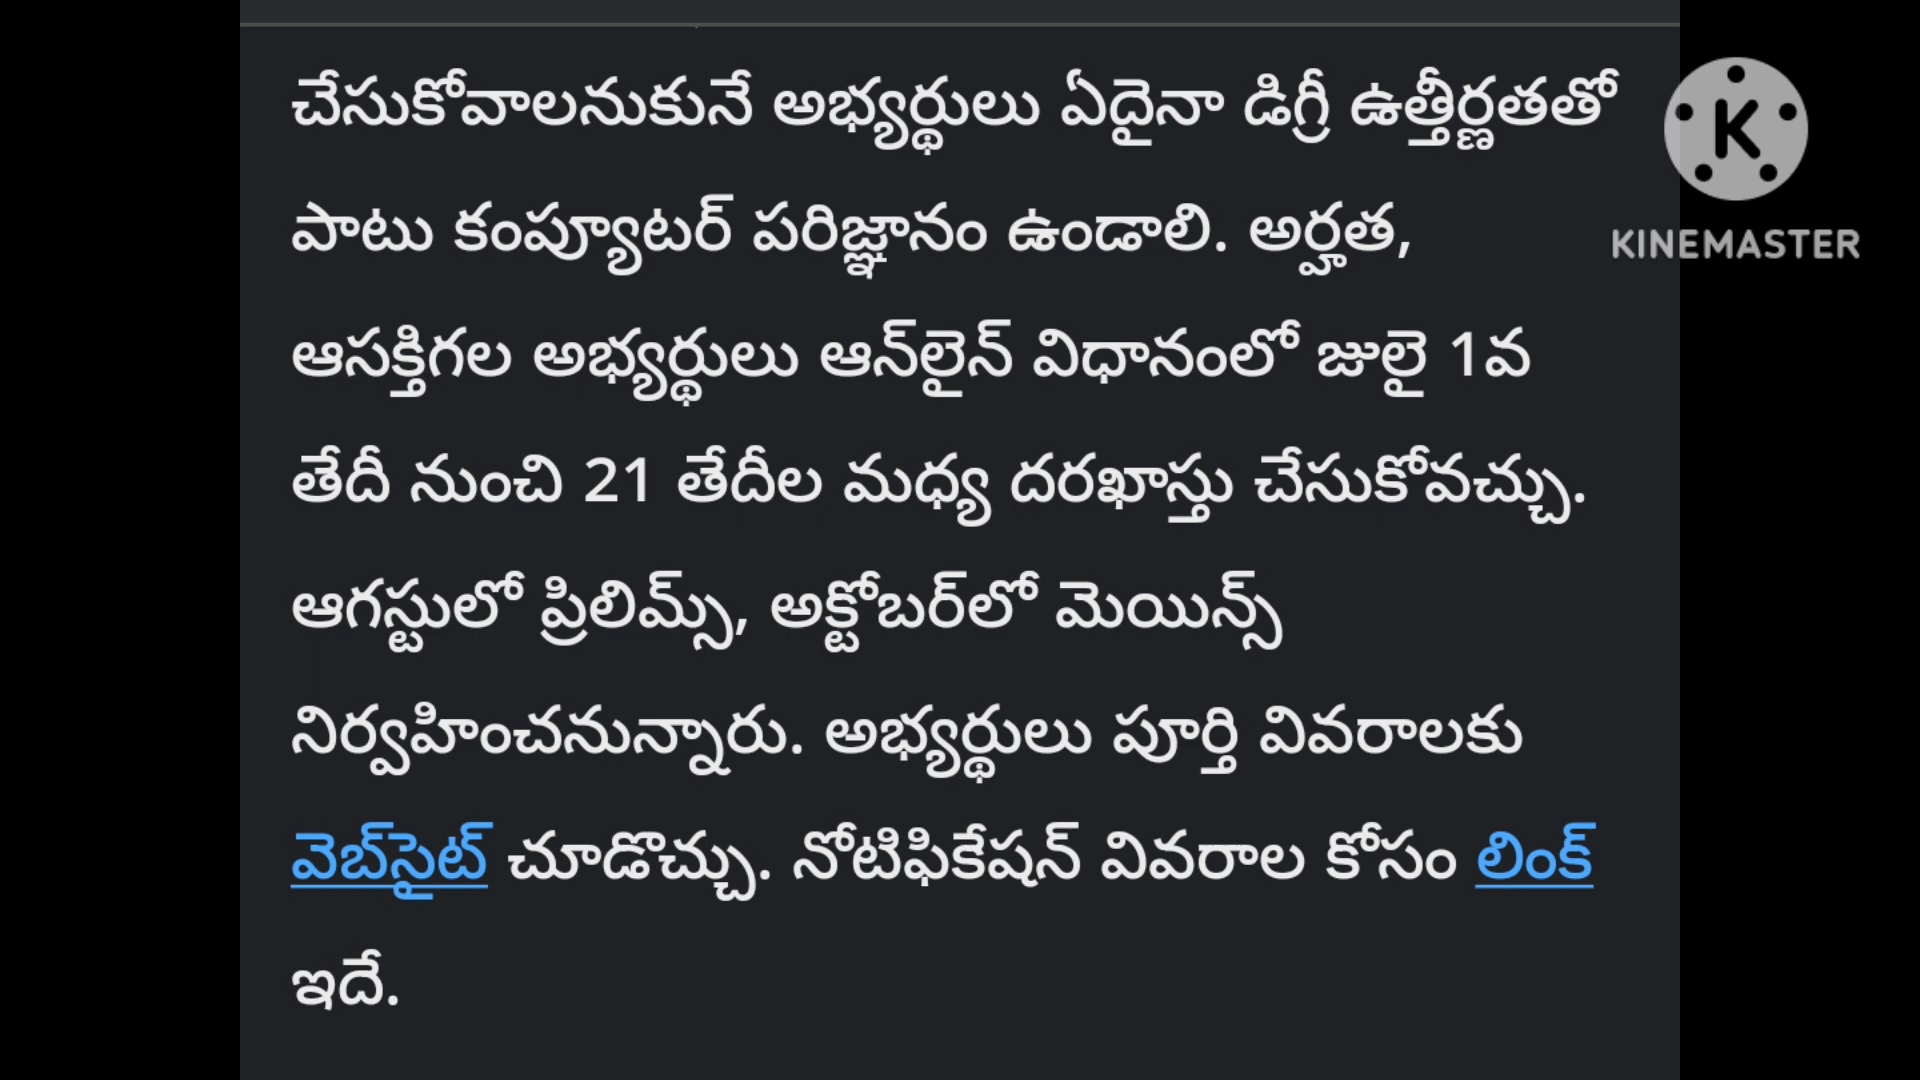 చేసుకోవాలనుకునే అభ్యర్థులు ఏదైనా డిగ్రీ ఉత్తీర్ణతతో
పాటు కంప్యూటర్ పరిజ్ఞానం ఉండాలి. అర్హత,
ఆసక్తిగల అభ్యర్థులు ఆన్‌లైన్ విధానంలో జులై 1వ
తేదీ నుంచి 21 తేదీల మధ్య దరఖాస్తు చేసుకోవచ్చు.
ఆగస్టులో ప్రిలిమ్స్, అక్టోబర్‌లో మెయిన్స్
నిర్వహించనున్నారు. అభ్యర్థులు పూర్తి వివరాలకు
వెబ్‌సైట్ చూడొచ్చు. నోటిఫికేషన్ వివరాల కోసం లింక్
ఇదే.
KINEMASTER